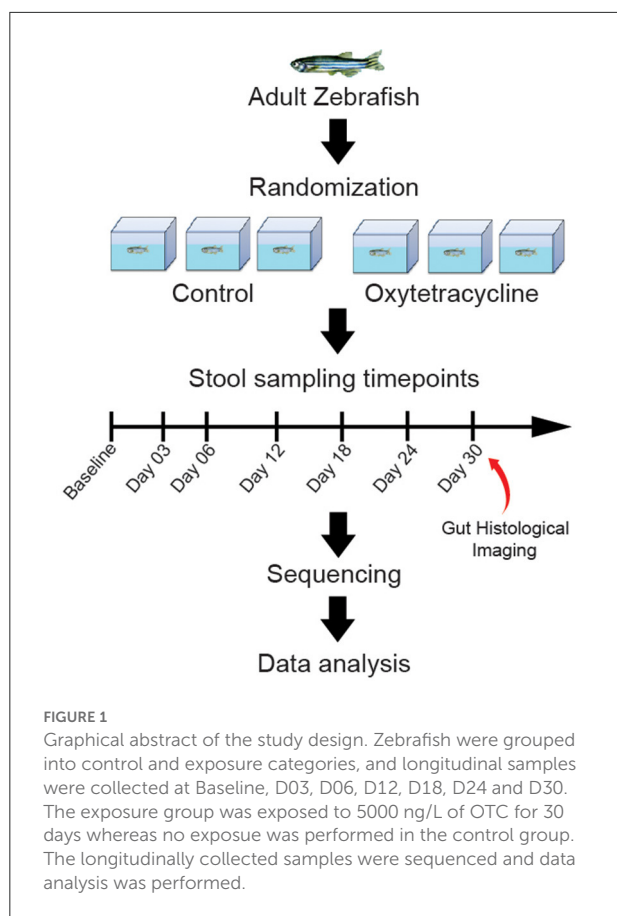 Adult Zebrafish
Randomization
Control
Oxytetracycline
Stool sampling timepoints
Baseline
Day 03
Day 06
Day 12
Day 18
Day 24
Day 30
Gut Histological
Imaging
Sequencing
Data analysis
FIGURE 1
Graphical abstract of the study design. Zebrafish were grouped
into control and exposure categories, and longitudinal samples
were collected at Baseline, D03, D06, D12, D18, D24 and D30.
The exposure group was exposed to 5000 ng/L of OTC for 30
days whereas no exposue was performed in the control group.
The longitudinally collected samples were sequenced and data
analysis was performed.